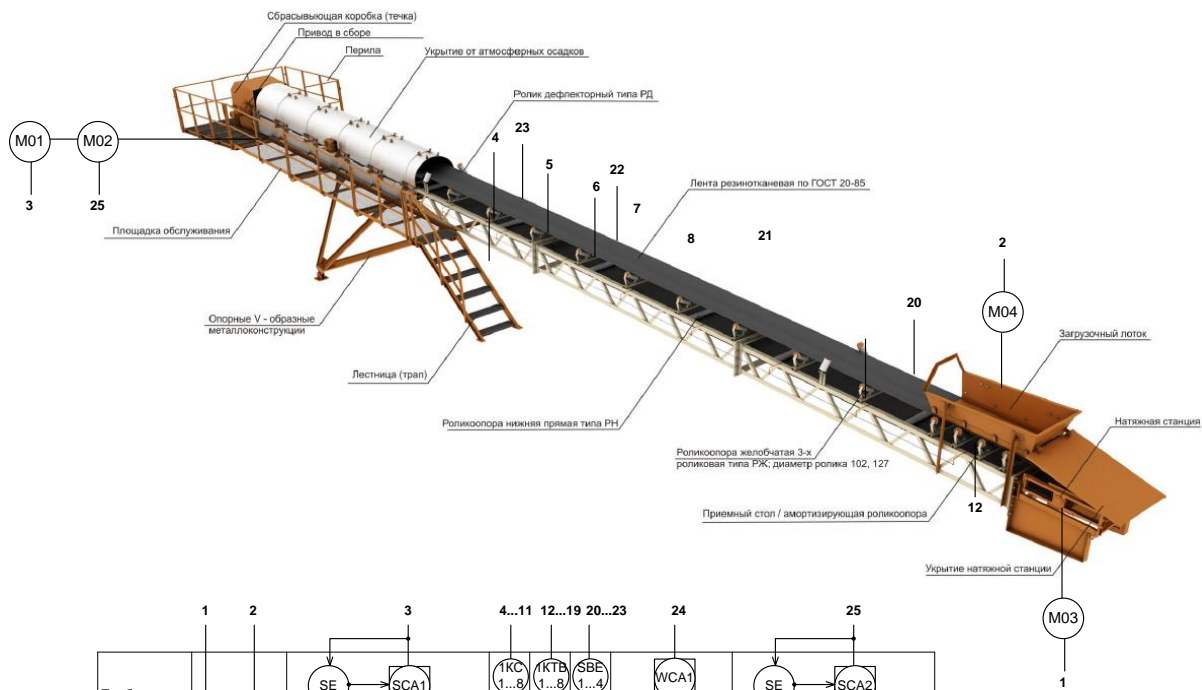 Сбрасывающая коробка (течка)
Привод в сборе
Перила
Укрытие от атмосферных осадков
Ролик дефлекторный типа РД
4
23
5
22
6
7
Лента резинотканевая по ГОСТ 20-85
8
21
M01
M02
3
25
Площадка обслуживания
2
M04
20
Загрузочный лоток
Опорные V - образные
металлоконструкции
Лестница (трап)
Роликоопора нижняя прямая типа РН
Натяжная станция
Роликоопора желобчатая 3-х
роликовая типа РЖ; диаметр ролика 102, 127
Приемный стол / амортизирующая роликоопора
12
Укрытие натяжной станции
M03
1
1
2
3
4...11
12...19
20...23
24
25
SE
SCA1
1КС
1...8
1КТВ
1...8
SBE
1...4
WCA1
SE
SCA2